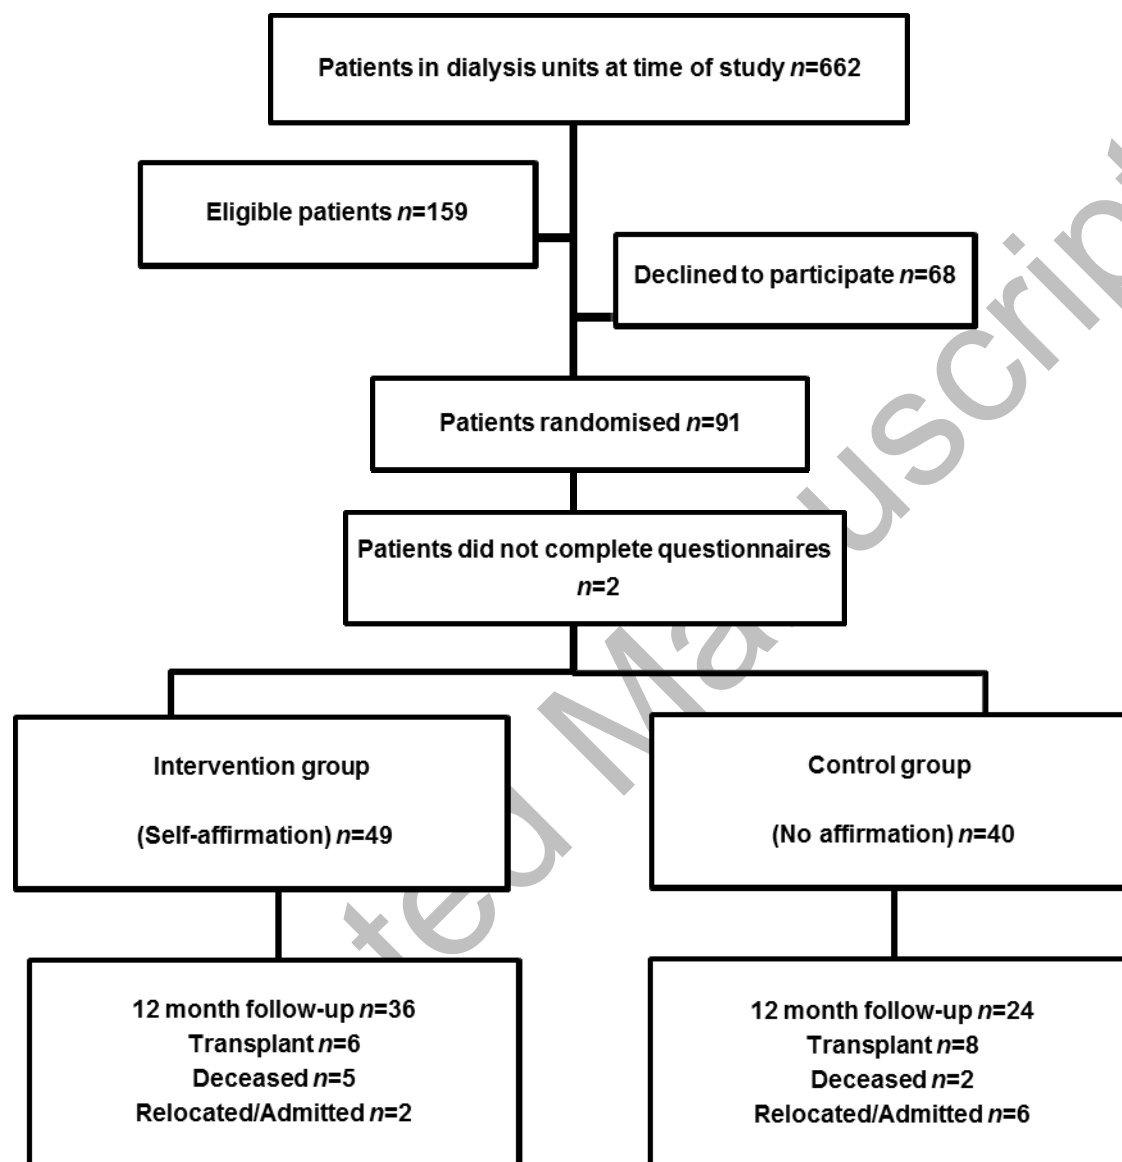 Patients in dialysis units at time of study n=662
Eligible patients n=159
Declined to participate n=68
Patients randomised n=91
Patients did not complete questionnaires
n=2
Intervention group
(Self-affirmation) n=49
Control group
(No affirmation) n=40
12 month follow-up n=36
Transplant n=6
Deceased n=5
Relocated/Admitted n=2
12 month follow-up n=24
Transplant n=8
Deceased n=2
Relocated/Admitted n=6
ted Manuscript